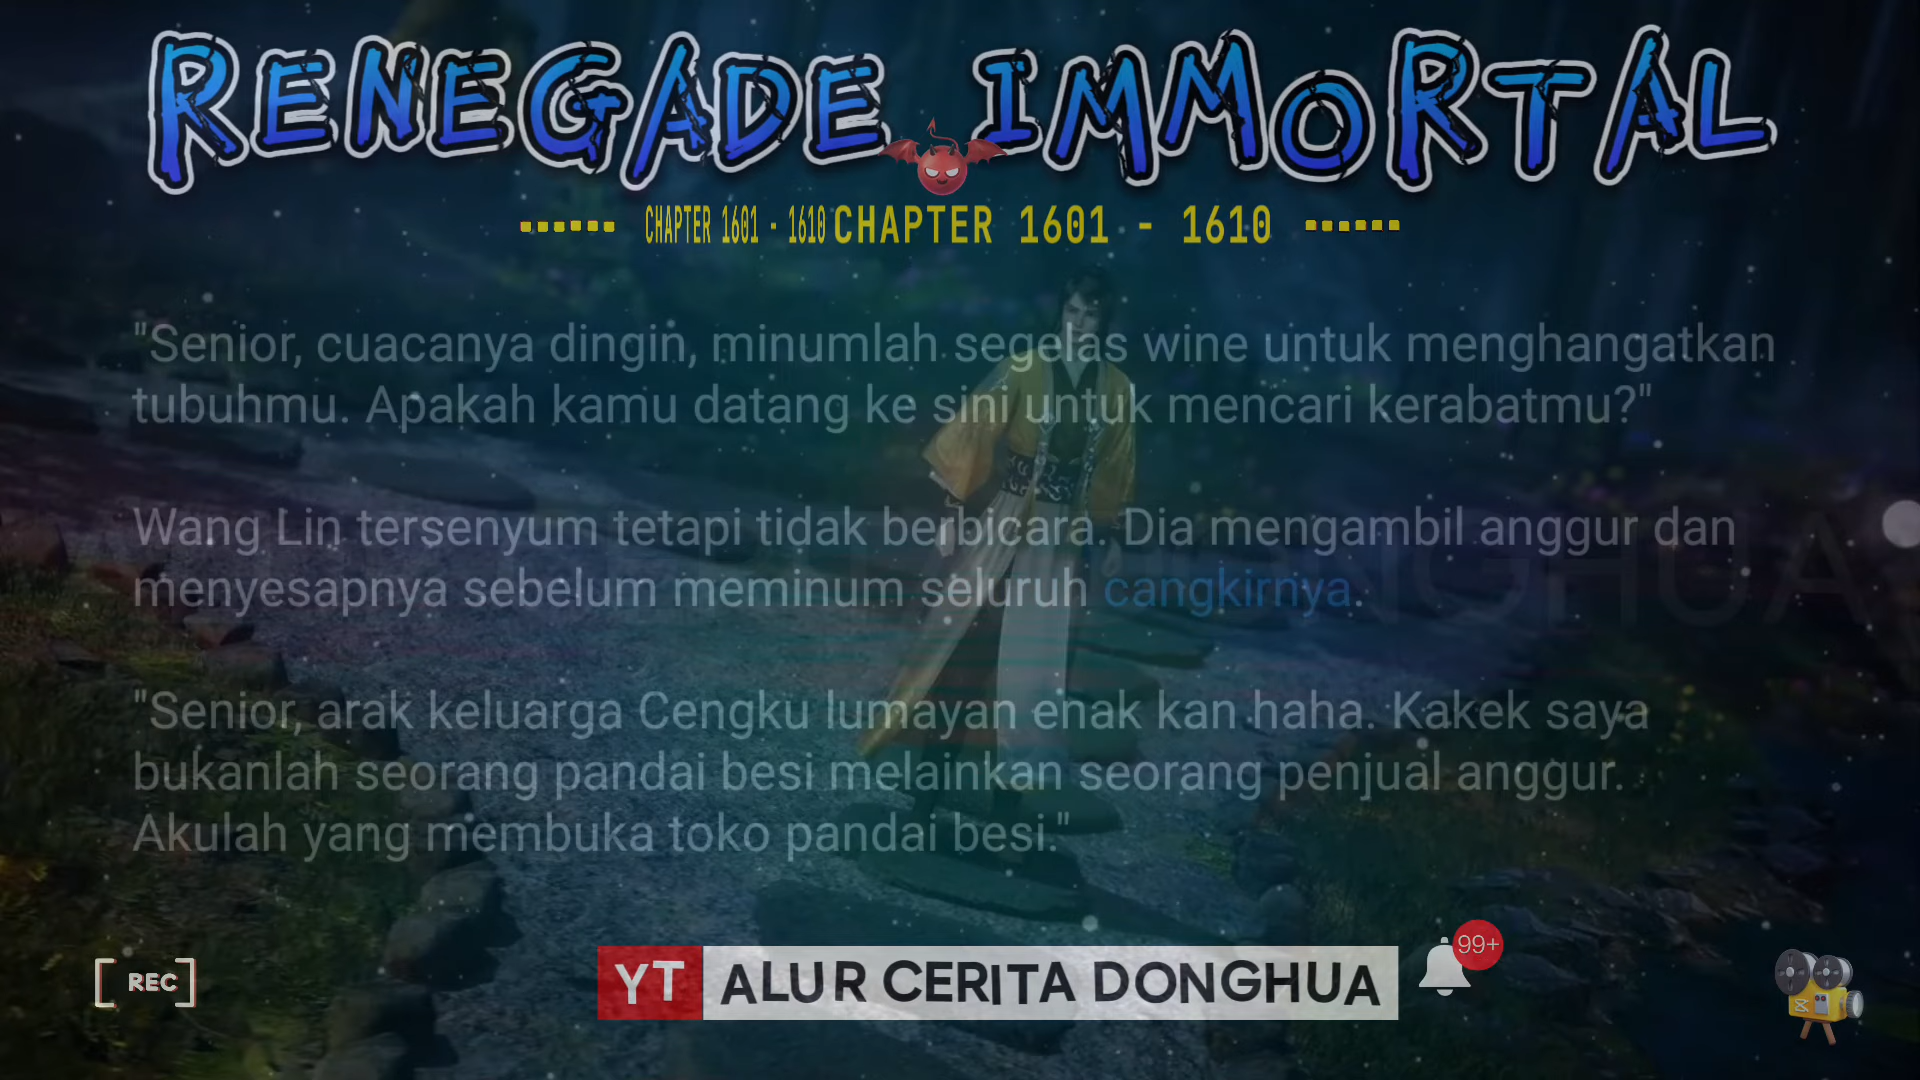 RENEGADE IMMORTAL
CHAPTER 1601 - 1610 CHAPTER 1601 - 1610
"Senior, cuacanya dingin, minumlah segelas wine untuk menghangatkan
tubuhmu. Apakah kamu datang ke sini untuk mencari kerabatmu?"
Wang Lin tersenyum tetapi tidak berbicara. Dia mengambil anggur dan
menyesapnya sebelum meminum seluruh cangkirnya.
"Senior, arak keluarga Cengku lumayan enak kan haha. Kakek saya
bukanlah seorang pandai besi melainkan seorang penjual anggur.
Akulah yang membuka toko pandai besi."
DONGHUA
[ REC ]
YT ALUR CERITA DONGHUA
99+